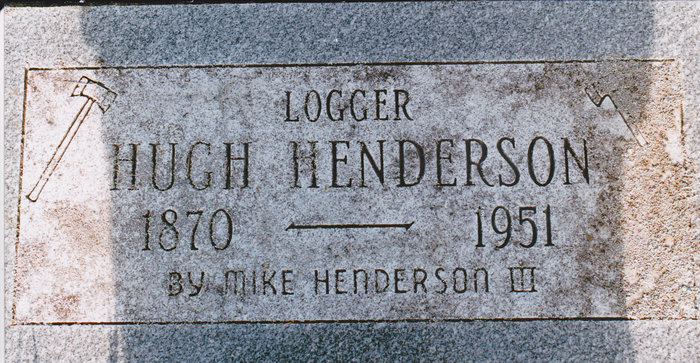 LOGGER
HUGH HENDERSON
1870 — 1951
BY MIKE HENDERSON III